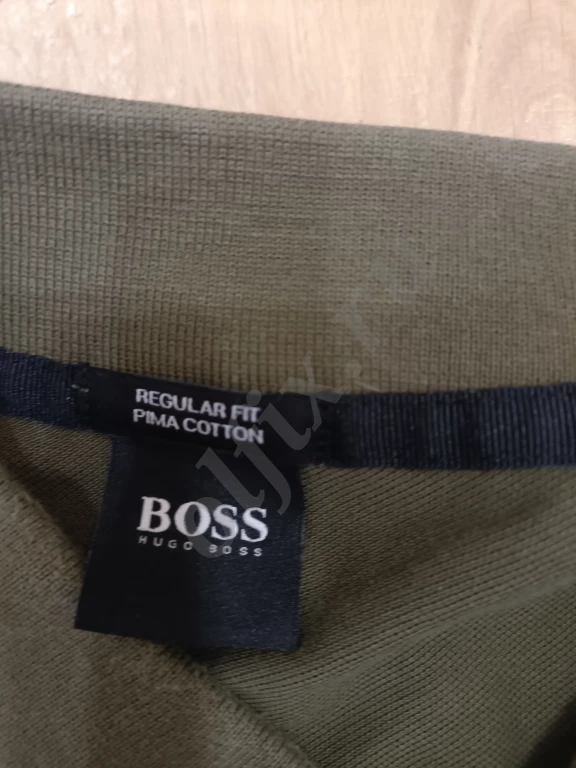 REGULAR FIT
PIMA COTTON
BOSS
HUGO BOSS